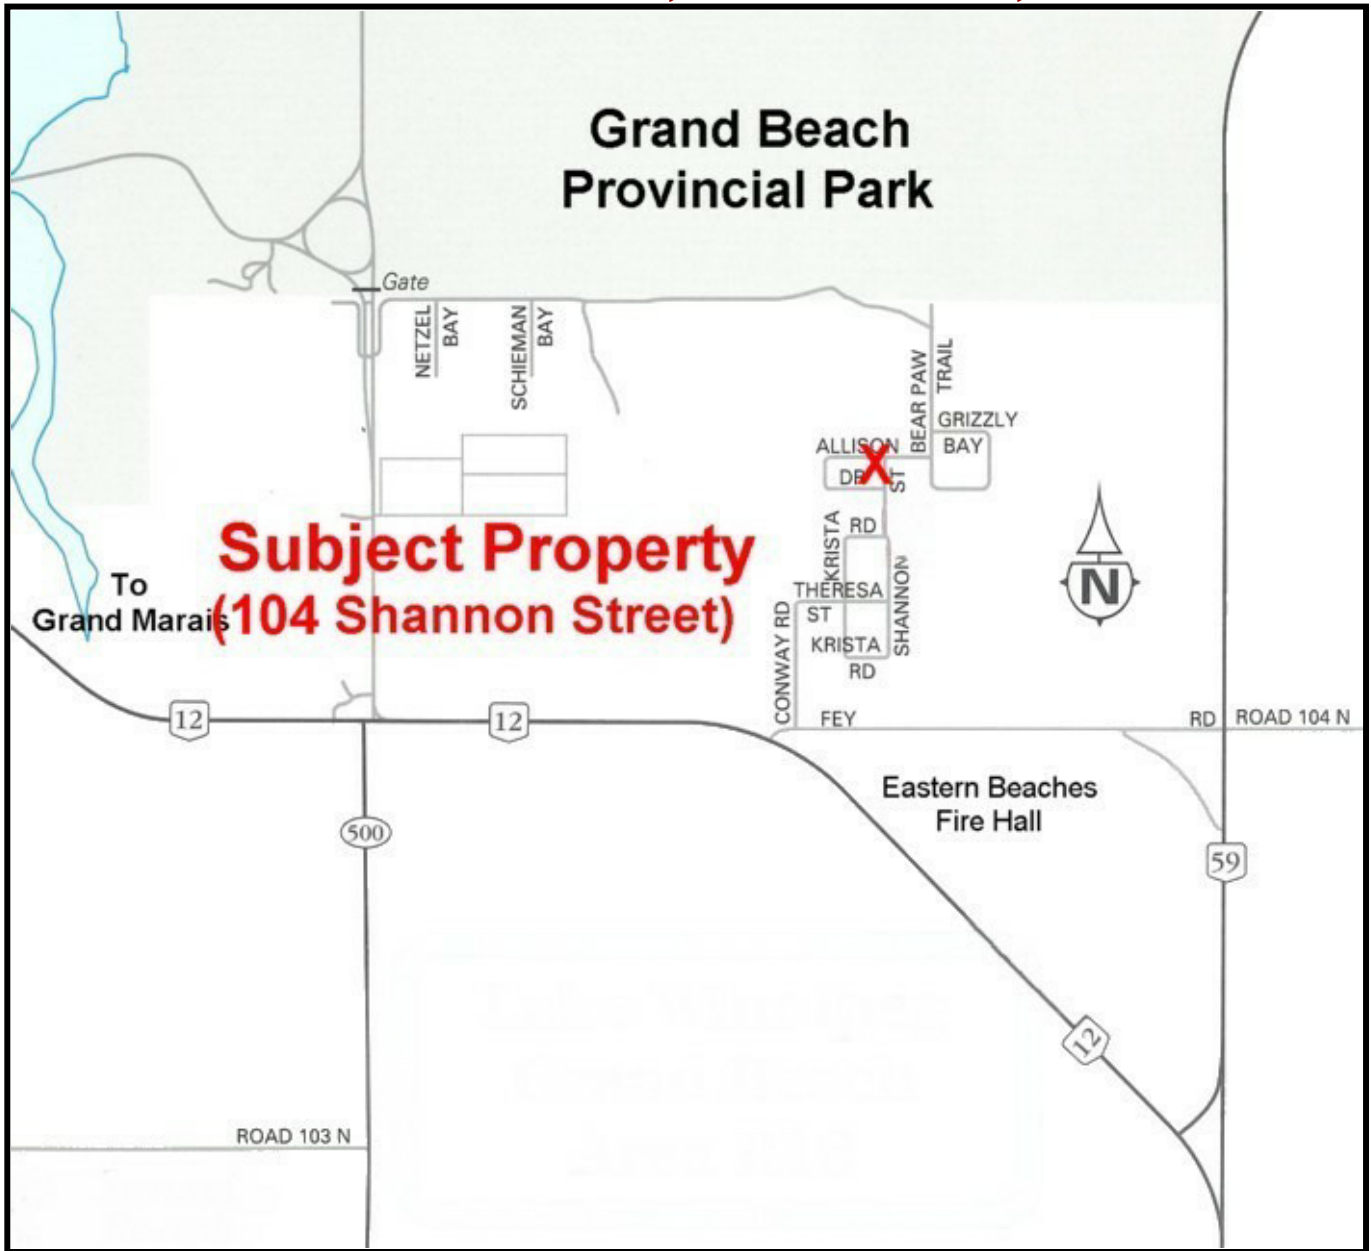 Grand Beach
Provincial Park
Gate
NETZEL
BAY
SCHIEMAN
BAY
BEAR PAW
TRAIL
GRIZZLY
BAY
ALLISON
X
DR
ST
KRISTA
RD
Subject Property
(104 Shannon Street)
To
Grand Marais
THERESA
ST
SHANNON
KRISTA
RD
CONWAY RD
N
12
12
FEY
RD
ROAD 104 N
Eastern Beaches
Fire Hall
500
59
12
ROAD 103 N